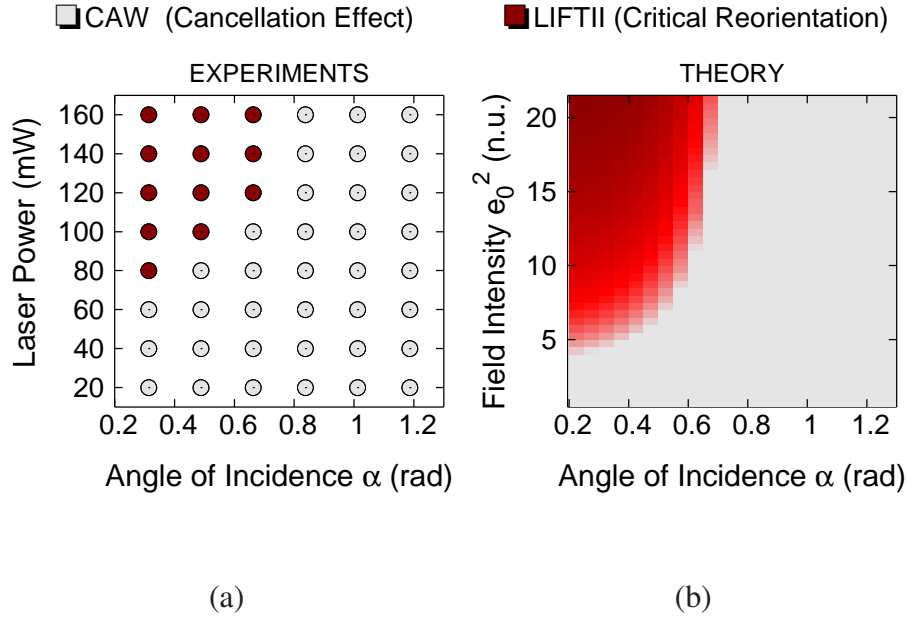 CAW (Cancellation Effect) LIFTII (Critical Reorientation)
EXPERIMENTS THEORY
Laser Power (mW)
160
140
120
100
80
60
40
20
0.2 0.4 0.6 0.8 1 1.2
Angle of Incidence α (rad)
Field Intensity e₀² (n.u.)
20
15
10
5
0.2 0.4 0.6 0.8 1 1.2
Angle of Incidence α (rad)
(a) (b)